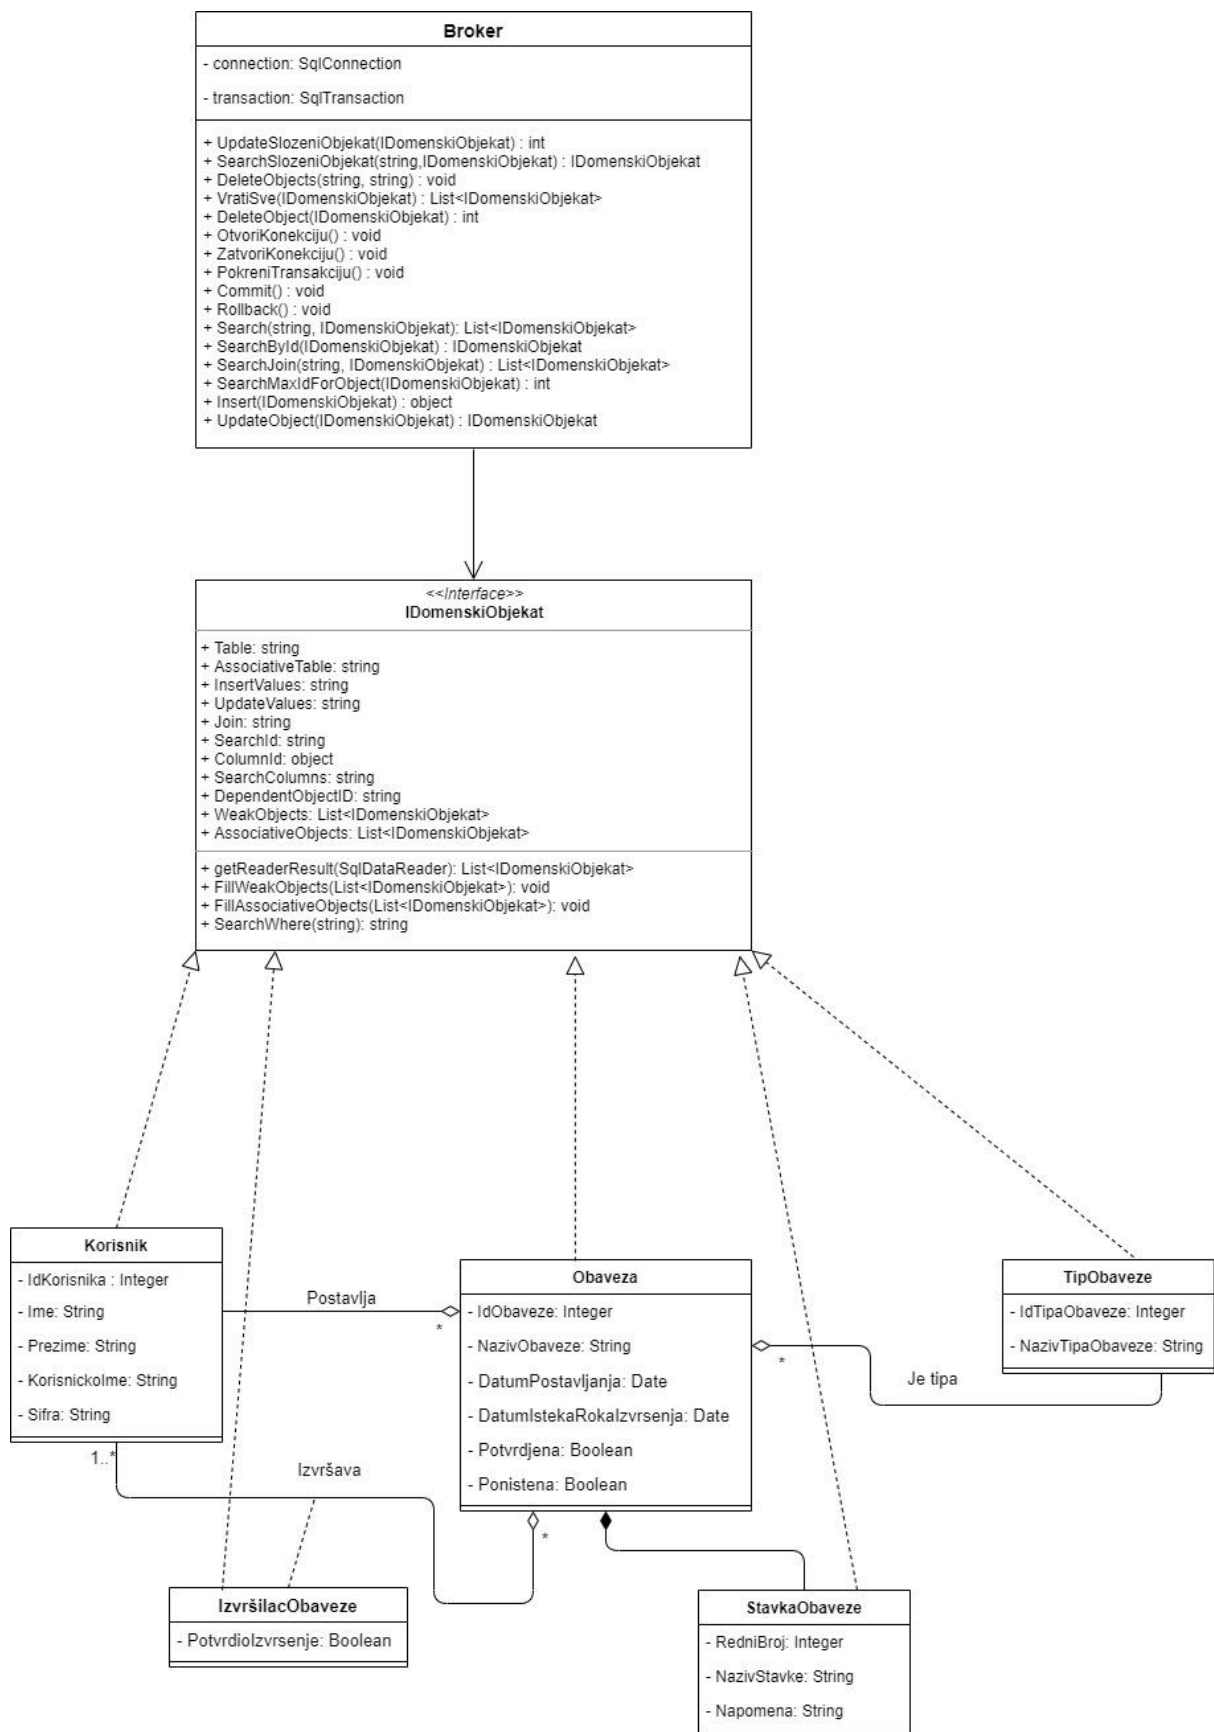 Broker
- connection: SqlConnection
- transaction: SqlTransaction
+ UpdateSlozeniObjekat(IDomenskiObjekat) : int
+ SearchSlozeniObjekat(string,IDomenskiObjekat) : IDomenskiObjekat
+ DeleteObjects(string, string) : void
+ VratiSve(IDomenskiObjekat) : List<IDomenskiObjekat>
+ DeleteObject(IDomenskiObjekat) : int
+ OtvoriKonekciju() : void
+ ZatvoriKonekciju() : void
+ PokreniTransakciju() : void
+ Commit() : void
+ Rollback() : void
+ Search(string, IDomenskiObjekat): List<IDomenskiObjekat>
+ SearchById(IDomenskiObjekat) : IDomenskiObjekat
+ SearchJoin(string, IDomenskiObjekat) : List<IDomenskiObjekat>
+ SearchMaxIdForObject(IDomenskiObjekat) : int
+ Insert(IDomenskiObjekat) : object
+ UpdateObject(IDomenskiObjekat) : IDomenskiObjekat
<<Interface>>
IDomenskiObjekat
+ Table: string
+ AssociativeTable: string
+ InsertValues: string
+ UpdateValues: string
+ Join: string
+ SearchId: string
+ ColumnId: object
+ SearchColumns: string
+ DependentObjectID: string
+ WeakObjects: List<IDomenskiObjekat>
+ AssociativeObjects: List<IDomenskiObjekat>
+ getReaderResult(SqlDataReader): List<IDomenskiObjekat>
+ FillWeakObjects(List<IDomenskiObjekat>): void
+ FillAssociativeObjects(List<IDomenskiObjekat>): void
+ SearchWhere(string): string
Korisnik
- IdKorisnika : Integer
- Ime: String
- Prezime: String
- KorisnickoIme: String
- Sifra: String
1..*
Postavlja
*
Izvršava
Obaveza
- IdObaveze: Integer
- NazivObaveze: String
- DatumPostavljanja: Date
- DatumIstekaRokaIzvrsenja: Date
- Potvrdjena: Boolean
- Ponistena: Boolean
*
*
Je tipa
TipObaveze
- IdTipaObaveze: Integer
- NazivTipaObaveze: String
IzvršilacObaveze
- PotvrdioIzvrsenje: Boolean
StavkaObaveze
- RedniBroj: Integer
- NazivStavke: String
- Napomena: String